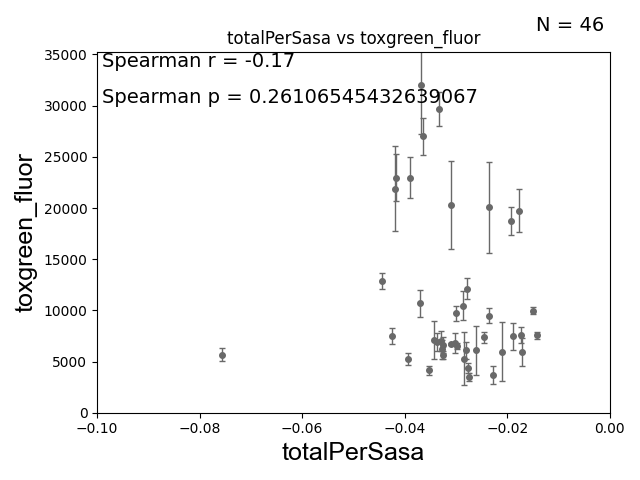 N = 46
totalPerSasa vs toxgreen_fluor
Spearman r = -0.17
Spearman p = 0.26106545432639067
toxgreen_fluor
35000
30000
25000
20000
15000
10000
5000
0
−0.10
−0.08
−0.06
−0.04
−0.02
0.00
totalPerSasa